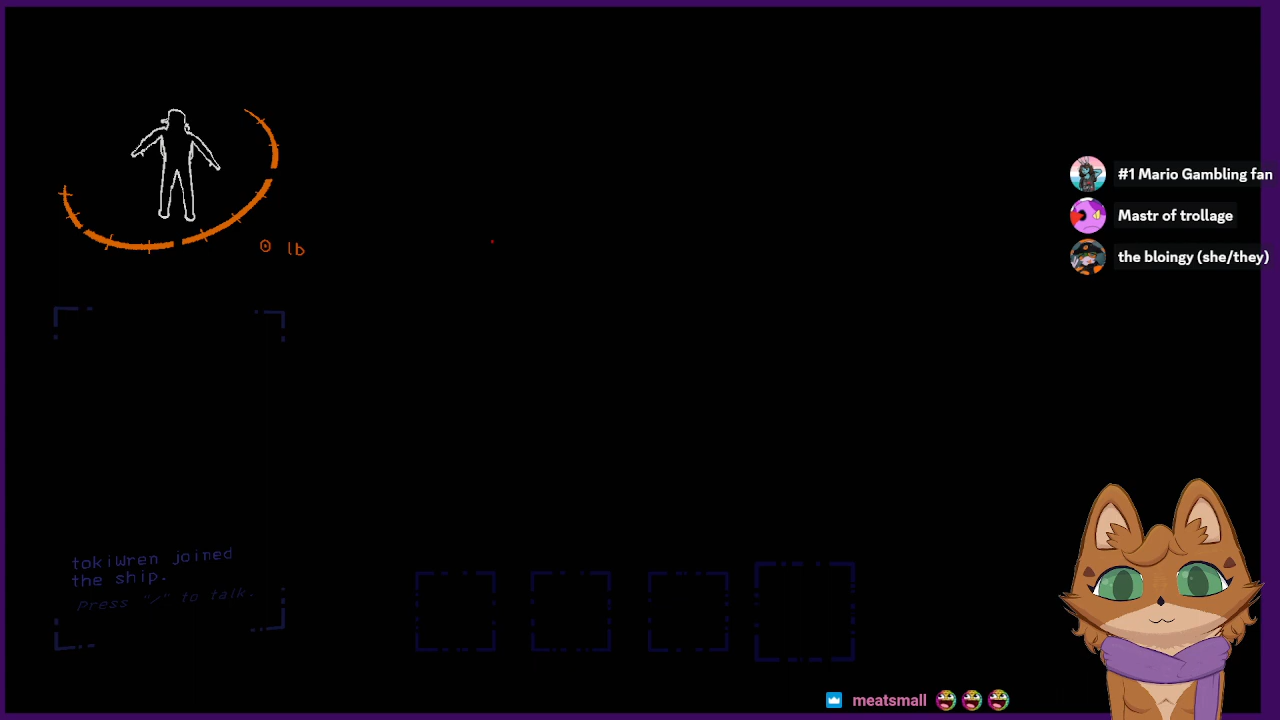 0 lb
#1 Mario Gambling fan
Mastr of trollage
the bloingy (she/they)
tokiWren joined
the ship.
Press "/" to talk.
meatsmall